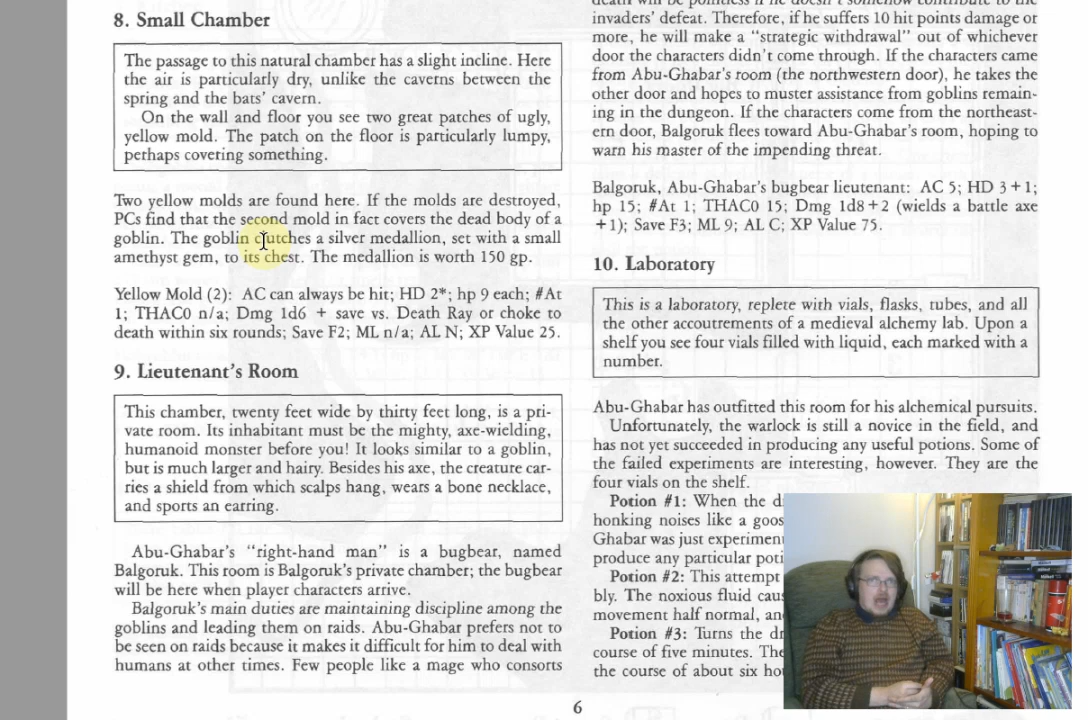 8. Small Chamber
The passage to this natural chamber has a slight incline. Here
the air is particularly dry, unlike the caverns between the
spring and the bats' cavern.
On the wall and floor you see two great patches of ugly,
yellow mold. The patch on the floor is particularly lumpy,
perhaps covering something.
Two yellow molds are found here. If the molds are destroyed,
PCs find that the second mold in fact covers the dead body of a
goblin. The goblin clutches a silver medallion, set with a small
amethyst gem, to its chest. The medallion is worth 150 gp.
Yellow Mold (2): AC can always be hit; HD 2*; hp 9 each; #At
1; THAC0 n/a; Dmg 1d6 + save vs. Death Ray or choke to
death within six rounds; Save F2; ML n/a; AL N; XP Value 25.
9. Lieutenant's Room
This chamber, twenty feet wide by thirty feet long, is a pri-
vate room. Its inhabitant must be the mighty, axe-wielding,
humanoid monster before you! It looks similar to a goblin,
but is much larger and hairy. Besides his axe, the creature car-
ries a shield from which scalps hang, wears a bone necklace,
and sports an earring.
Abu-Ghabar's "right-hand man" is a bugbear, named
Balgoruk. This room is Balgoruk's private chamber; the bugbear
will be here when player characters arrive.
Balgoruk's main duties are maintaining discipline among the
goblins and leading them on raids. Abu-Ghabar prefers not to
be seen on raids because it makes it difficult for him to deal with
humans at other times. Few people like a mage who consorts
death will be pointless if he doesn't somehow contribute to the
invaders' defeat. Therefore, if he suffers 10 hit points damage or
more, he will make a "strategic withdrawal" out of whichever
door the characters didn't come through. If the characters came
from Abu-Ghabar's room (the northwestern door), he takes the
other door and hopes to muster assistance from goblins remain-
ing in the dungeon. If the characters come from the northeast-
ern door, Balgoruk flees toward Abu-Ghabar's room, hoping to
warn his master of the impending threat.
Balgoruk, Abu-Ghabar's bugbear lieutenant: AC 5; HD 3 + 1;
hp 15; #At 1; THAC0 15; Dmg 1d8 + 2 (wields a battle axe
+ 1); Save F3; ML 9; AL C; XP Value 75.
10. Laboratory
This is a laboratory, replete with vials, flasks, tubes, and all
the other accoutrements of a medieval alchemy lab. Upon a
shelf you see four vials filled with liquid, each marked with a
number.
Abu-Ghabar has outfitted this room for his alchemical pursuits.
Unfortunately, the warlock is still a novice in the field, and
has not yet succeeded in producing any useful potions. Some of
the failed experiments are interesting, however. They are the
four vials on the shelf.
Potion #1: When the
honking noises like a
Ghabar was just
produce any particular
Potion #2: This attempt
bly. The noxious fluid
movement half normal,
Potion #3: Turns the
course of five minutes. The
the course of about six
6